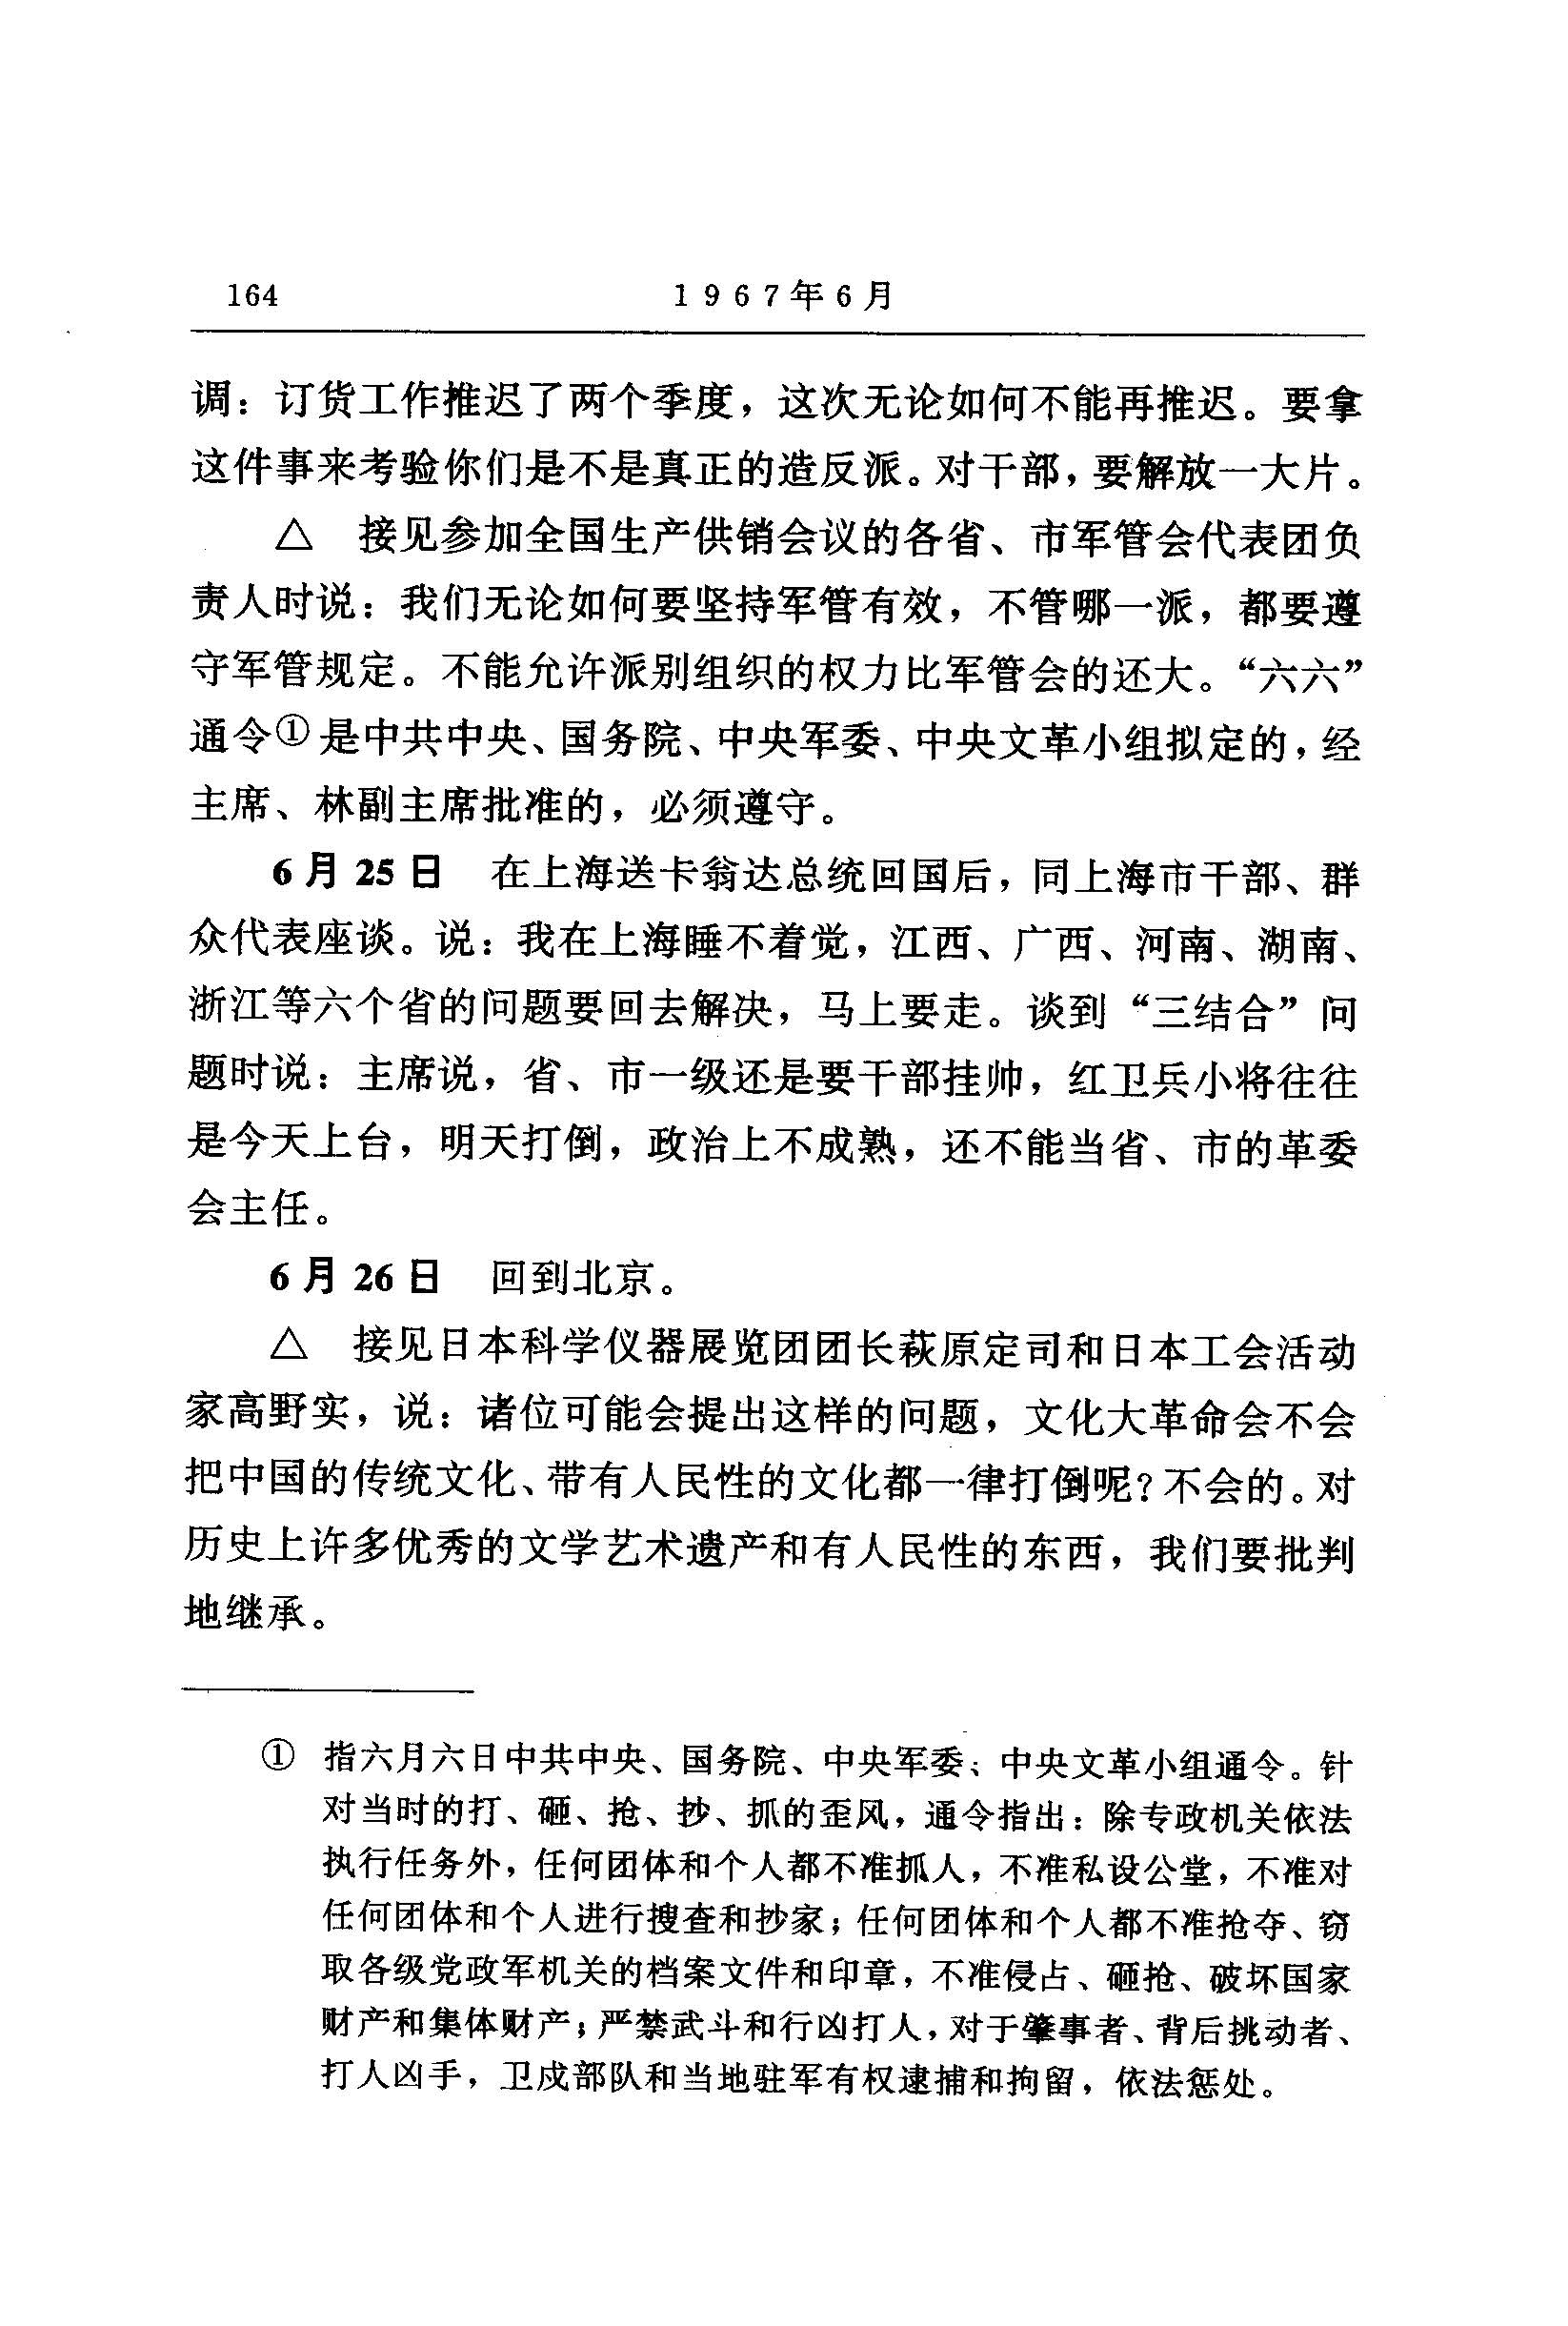 164 1967年6月
调：订货工作推迟了两个季度，这次无论如何不能再推迟。要拿
这件事来考验你们是不是真正的造反派。对干部，要解放一大片。
△ 接见参加全国生产供销会议的各省、市军管会代表团负
责人时说：我们无论如何要坚持军管有效，不管哪一派，都要遵
守军管规定。不能允许派别组织的权力比军管会的还大。“六六”
通令①是中共中央、国务院、中央军委、中央文革小组拟定的，经
主席、林副主席批准的，必须遵守。
6月25日 在上海送卡翁达总统回国后，同上海市干部、群
众代表座谈。说：我在上海睡不着觉，江西、广西、河南、湖南、
浙江等六个省的问题要回去解决，马上要走。谈到“三结合”问
题时说：主席说，省、市一级还是要干部挂帅，红卫兵小将往往
是今天上台，明天打倒，政治上不成熟，还不能当省、市的革委
会主任。
6月26日 回到北京。
△ 接见日本科学仪器展览团团长萩原定司和日本工会活动
家高野实，说：诸位可能会提出这样的问题，文化大革命会不会
把中国的传统文化、带有人民性的文化都一律打倒呢？不会的。对
历史上许多优秀的文学艺术遗产和有人民性的东西，我们要批判
地继承。
① 指六月六日中共中央、国务院、中央军委、中央文革小组通令。针
对当时的打、砸、抢、抄、抓的歪风，通令指出：除专政机关依法
执行任务外，任何团体和个人都不准抓人，不准私设公堂，不准对
任何团体和个人进行搜查和抄家；任何团体和个人都不准抢夺、窃
取各级党政军机关的档案文件和印章，不准侵占、砸抢、破坏国家
财产和集体财产；严禁武斗和行凶打人，对于肇事者、背后挑动者、
打人凶手，卫戍部队和当地驻军有权逮捕和拘留，依法惩处。